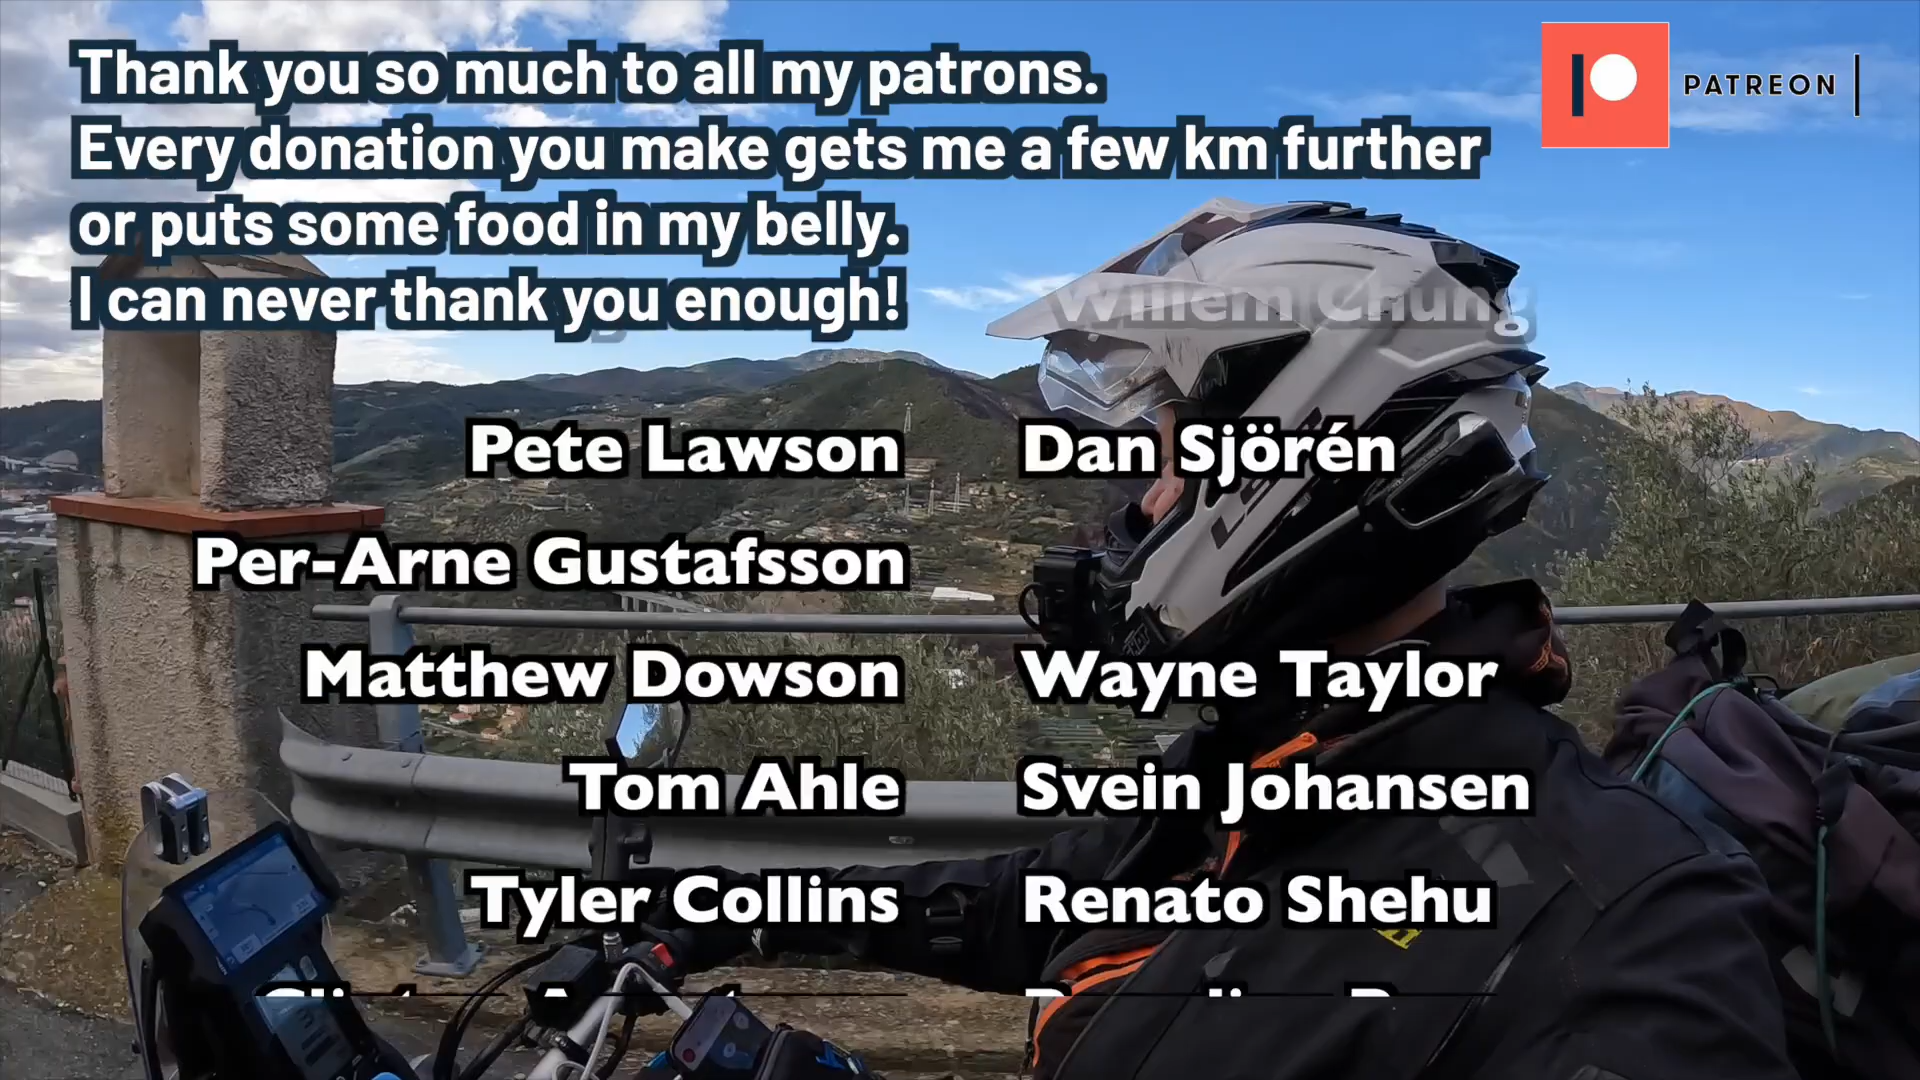 Thank you so much to all my patrons.
Every donation you make gets me a few km further
or puts some food in my belly.
I can never thank you enough!
PATREON
Willem Chung
Pete Lawson
Dan Sjörén
Per-Arne Gustafsson
Matthew Dowson
Wayne Taylor
Tom Ahle
Svein Johansen
Tyler Collins
Renato Shehu